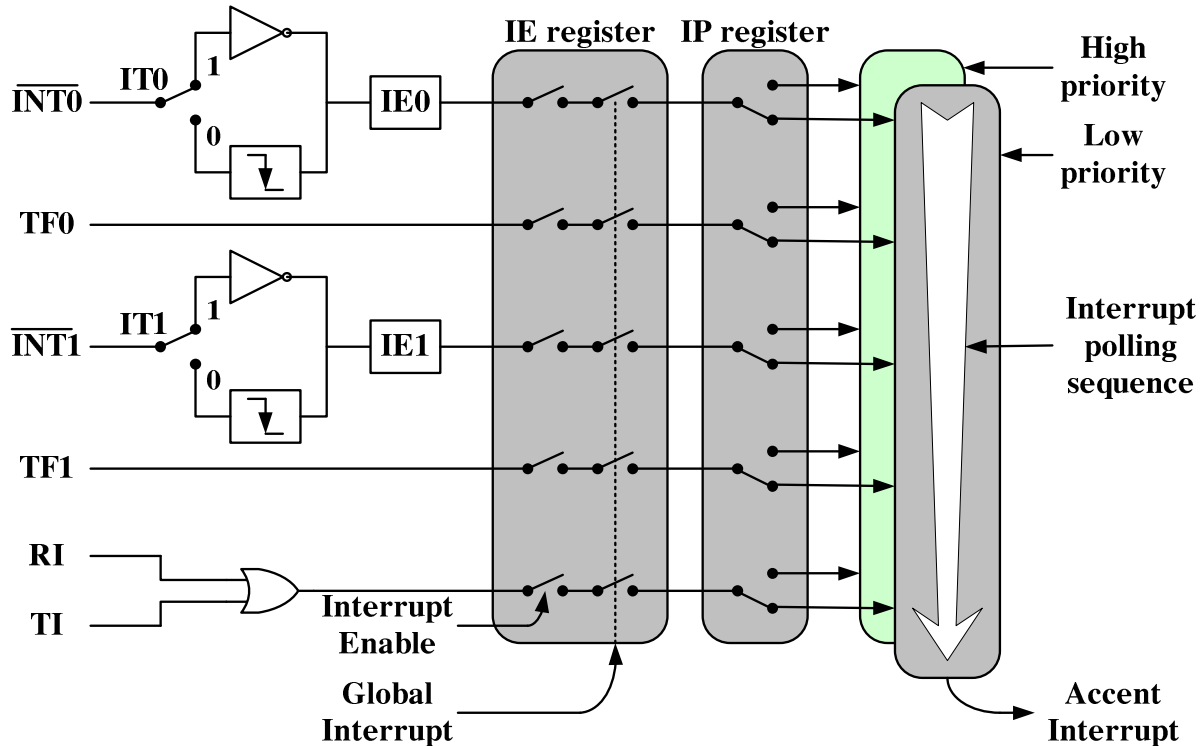 IE register
IP register
High
priority
Low
priority
IT0
1
INT0
0
IE0
TF0
IT1
1
INT1
0
IE1
Interrupt
polling
sequence
TF1
RI
TI
Interrupt
Enable
Global
Interrupt
Accent
Interrupt